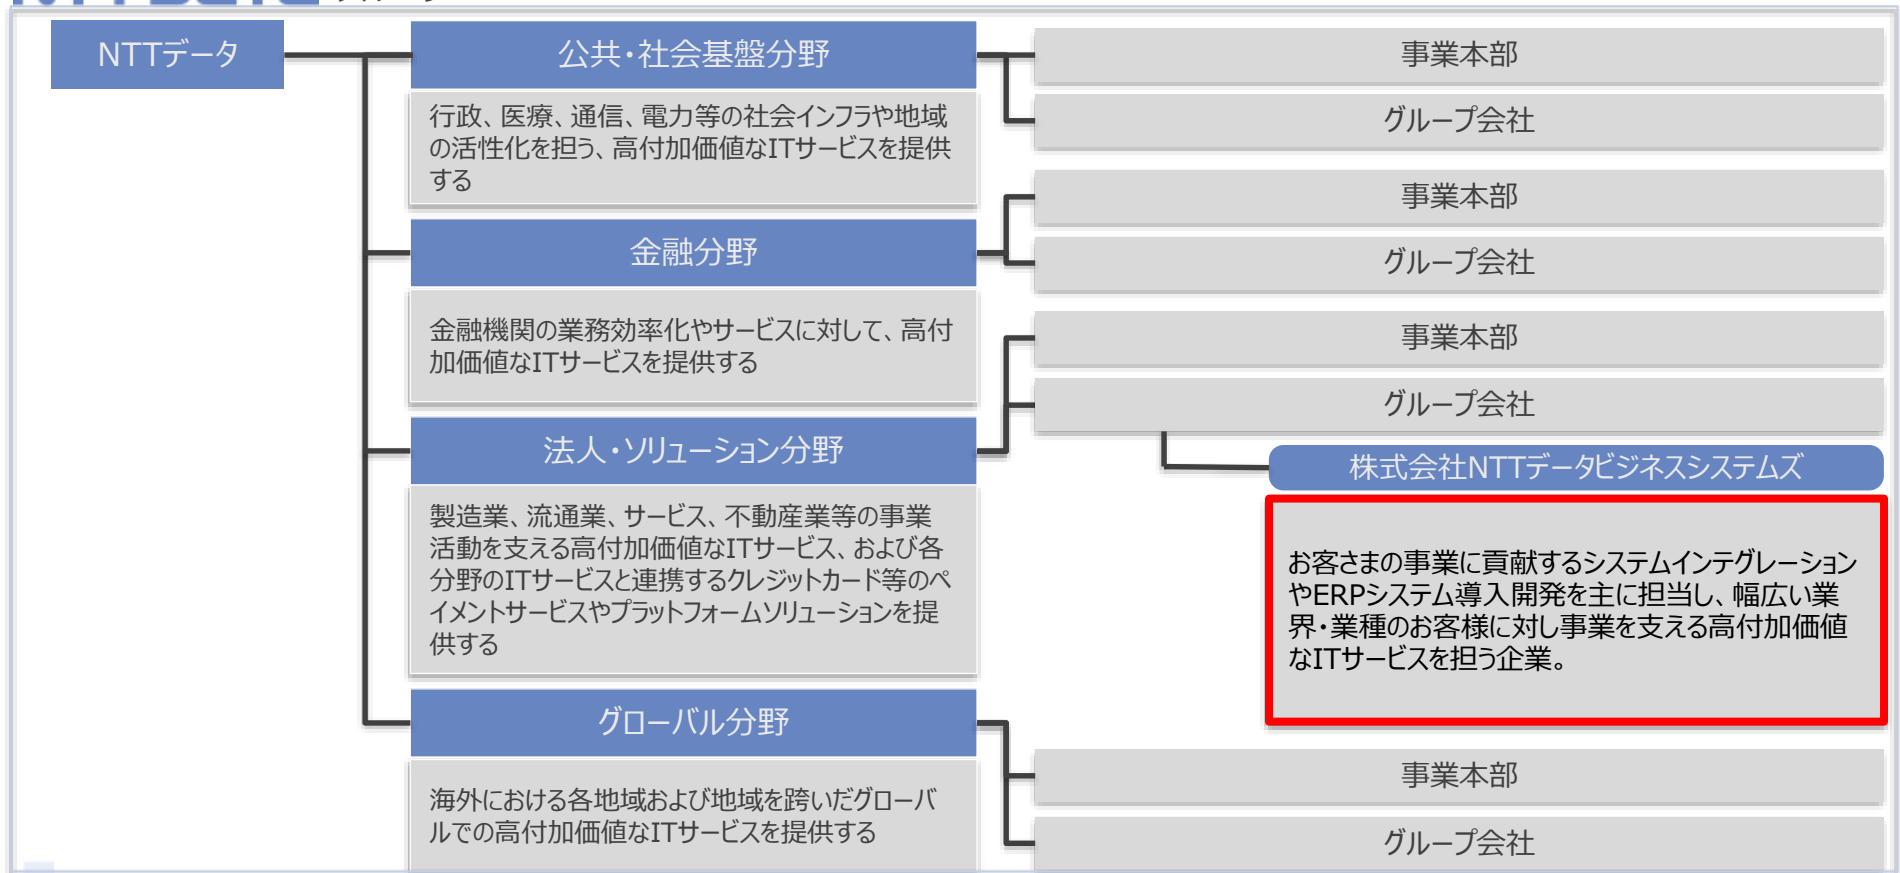 NTTデータ
公共・社会基盤分野
行政、医療、通信、電力等の社会インフラや地域
の活性化を担う、高付加価値なITサービスを提供
する
事業本部
グループ会社
金融分野
金融機関の業務効率化やサービスに対して、高付
加価値なITサービスを提供する
事業本部
グループ会社
法人・ソリューション分野
製造業、流通業、サービス、不動産業等の事業
活動を支える高付加価値なITサービス、および各
分野のITサービスと連携するクレジットカード等のペ
イメントサービスやプラットフォームソリューションを提
供する
事業本部
グループ会社
株式会社NTTデータビジネスシステムズ
お客さまの事業に貢献するシステムインテグレーション
やERPシステム導入開発を主に担当し、幅広い業
界・業種のお客様に対し事業を支える高付加価値
なITサービスを担う企業。
グローバル分野
海外における各地域および地域を跨いだグローバ
ルでの高付加価値なITサービスを提供する
事業本部
グループ会社